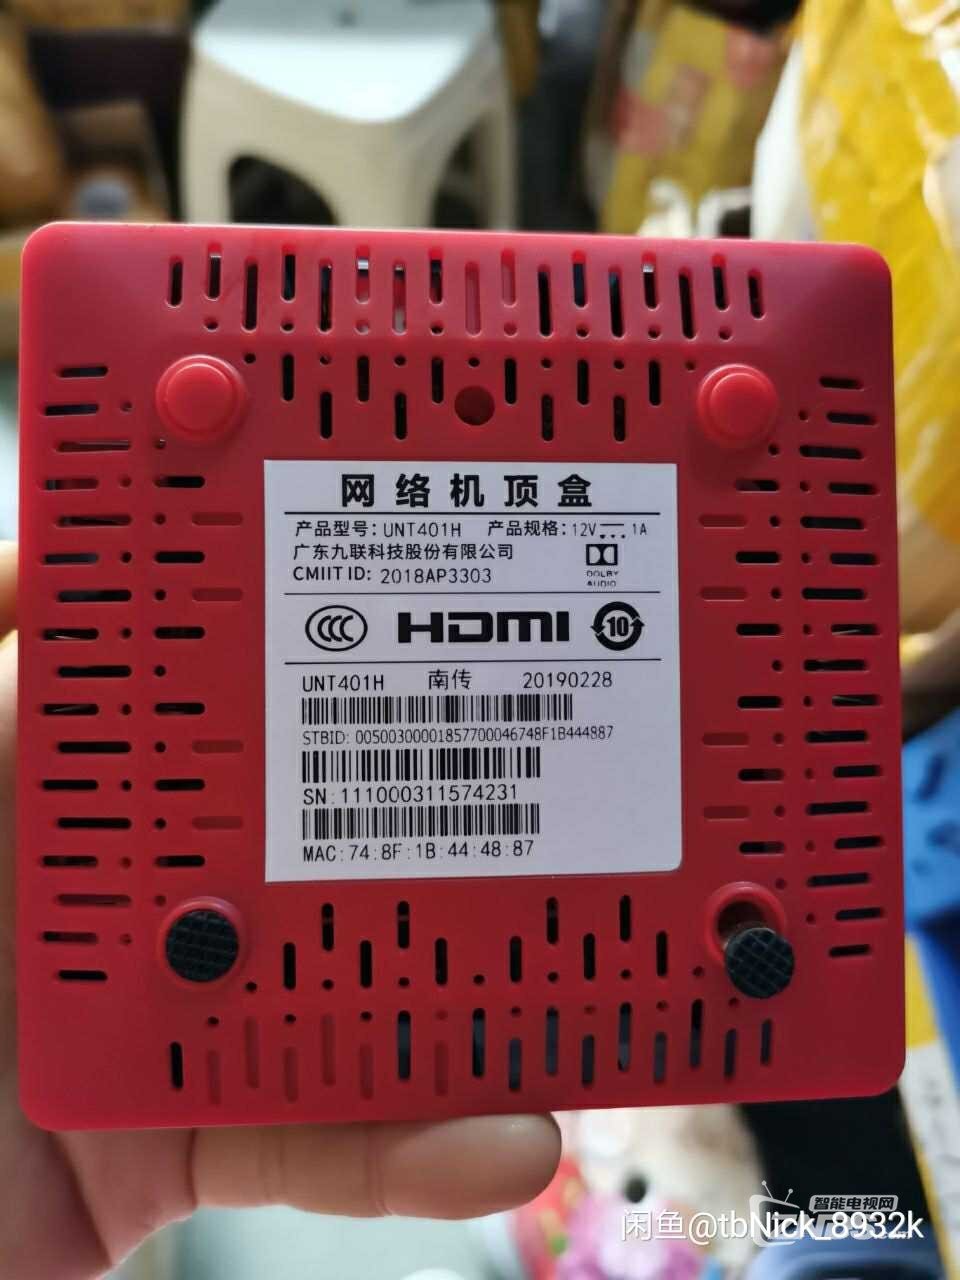 网络机顶盒
产品型号:UNT401H 产品规格:12V 1A
广东九联科技股份有限公司
DOLBY
AUDIO
CMIIT ID: 2018AP3303
CCC HDMI 10
UNT401H 南传 20190228
STBID: 00500300001857700046748F1B444887
SN:111000311574231
MAC:74:8F:1B:44:48:87
智能电视网
闲鱼@tbNick_8932k